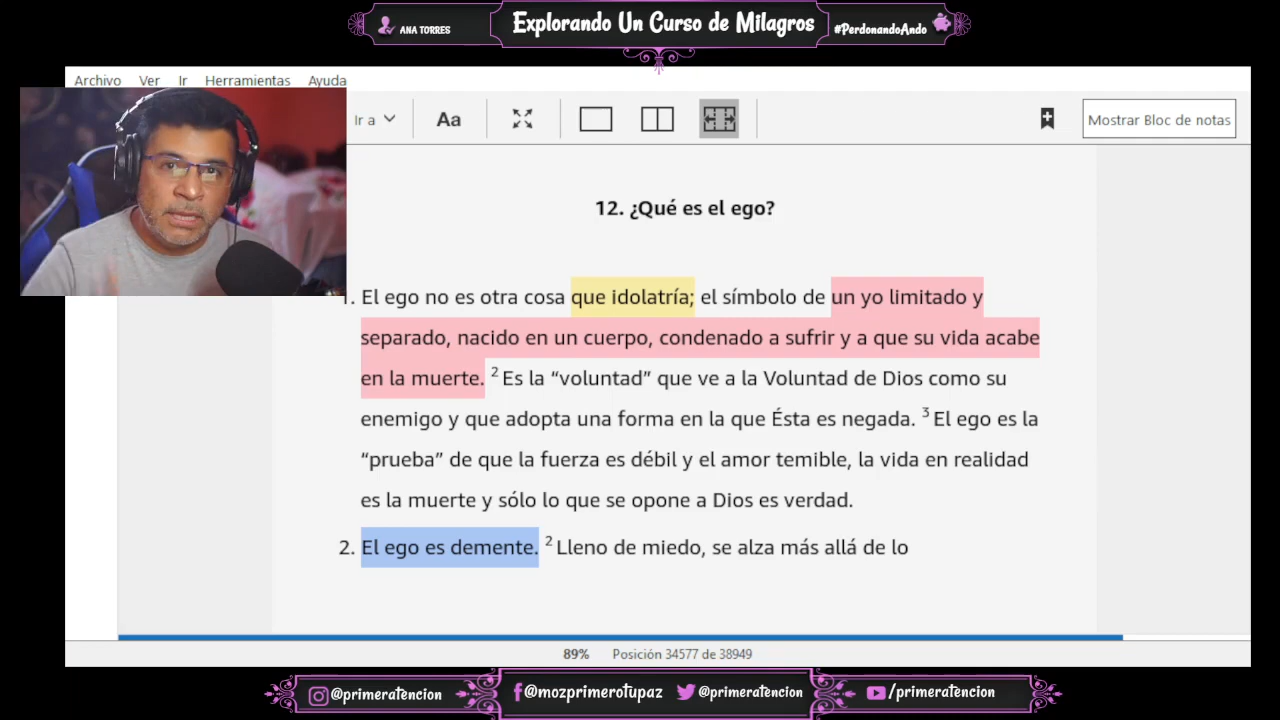 ANA TORRES
Explorando Un Curso de Milagros
#PerdonandoAndo
Archivo Ver Ir Herramientas Ayuda
Ir a
Aa
Mostrar Bloc de notas
12. ¿Qué es el ego?
1. El ego no es otra cosa que idolatría; el símbolo de un yo limitado y
separado, nacido en un cuerpo, condenado a sufrir y a que su vida acabe
en la muerte. ² Es la “voluntad” que ve a la Voluntad de Dios como su
enemigo y que adopta una forma en la que Ésta es negada. ³ El ego es la
“prueba” de que la fuerza es débil y el amor temible, la vida en realidad
es la muerte y sólo lo que se opone a Dios es verdad.
2. El ego es demente. ² Lleno de miedo, se alza más allá de lo
89% Posición 34577 de 38949
@primeratencion
@mozprimerotupaz
@primeratencion
/primeratencion